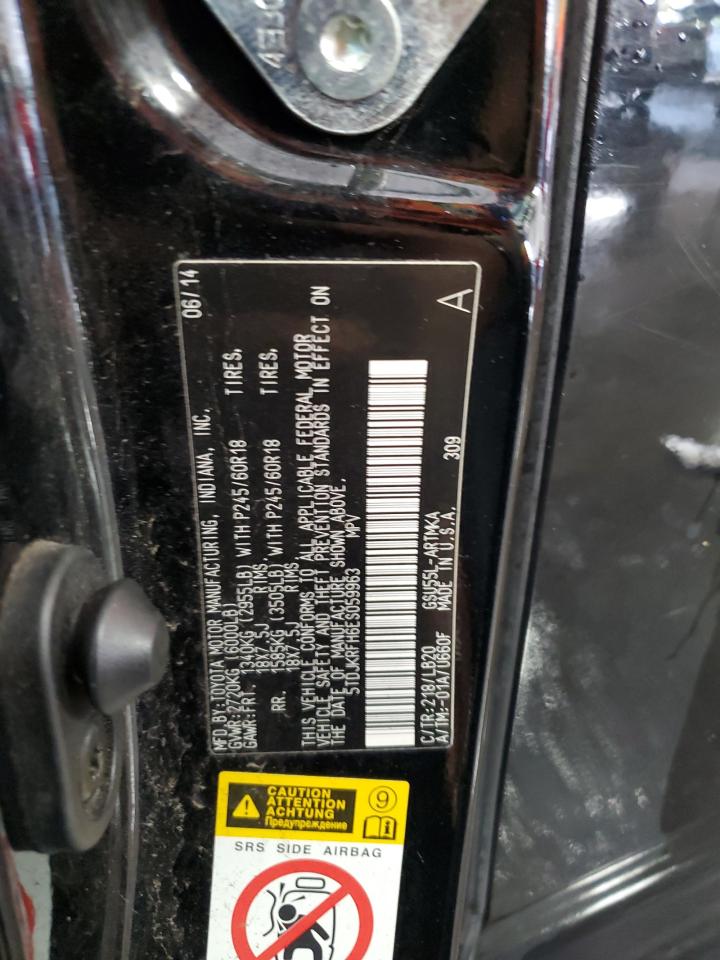 MFD.BY:TOYOTA MOTOR MANUFACTURING, INDIANA, INC. 06/14
GVWR:2720KG (6000LB)
GAWR:FRT. 1340KG (2955LB) WITH P245/60R18 TIRES,
18X7.5J RIMS
RR. 1585KG (3505LB) WITH P245/60R18 TIRES,
18X7.5J RIMS
THIS VEHICLE CONFORMS TO ALL APPLICABLE FEDERAL MOTOR
VEHICLE SAFETY AND THEFT PREVENTION STANDARDS IN EFFECT ON
THE DATE OF MANUFACTURE SHOWN ABOVE.
5TDJKRFH6ES059963 MPV
C/TR:218/LB20 GSU55L-ARTMKA
A/TM:-01A/U660F MADE IN U.S.A. 309
A
CAUTION
ATTENTION
ACHTUNG
Предупреждение
9
SRS SIDE AIRBAG